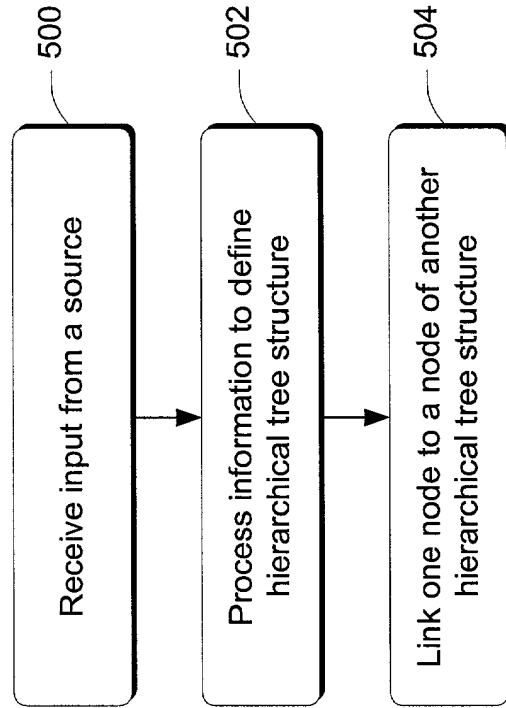 Receive input from a source
500
Process information to define
hierarchical tree structure
502
Link one node to a node of another
hierarchical tree structure
504